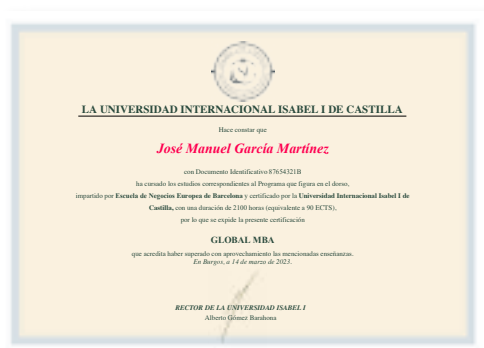 LA UNIVERSIDAD INTERNACIONAL ISABEL I DE CASTILLA
Hace constar que
José Manuel García Martínez
con Documento Identificativo 87654321B
ha cursado los estudios correspondientes al Programa que figura en el dorso,
impartido por Escuela de Negocios Europea de Barcelona y certificado por la Universidad Internacional Isabel I de
Castilla, con una duración de 2100 horas (equivalente a 90 ECTS),
por lo que se expide la presente certificación
GLOBAL MBA
que acredita haber superado con aprovechamiento las mencionadas enseñanzas.
En Burgos, a 14 de marzo de 2023.
RECTOR DE LA UNIVERSIDAD ISABEL I
Alberto Gómez Barahona